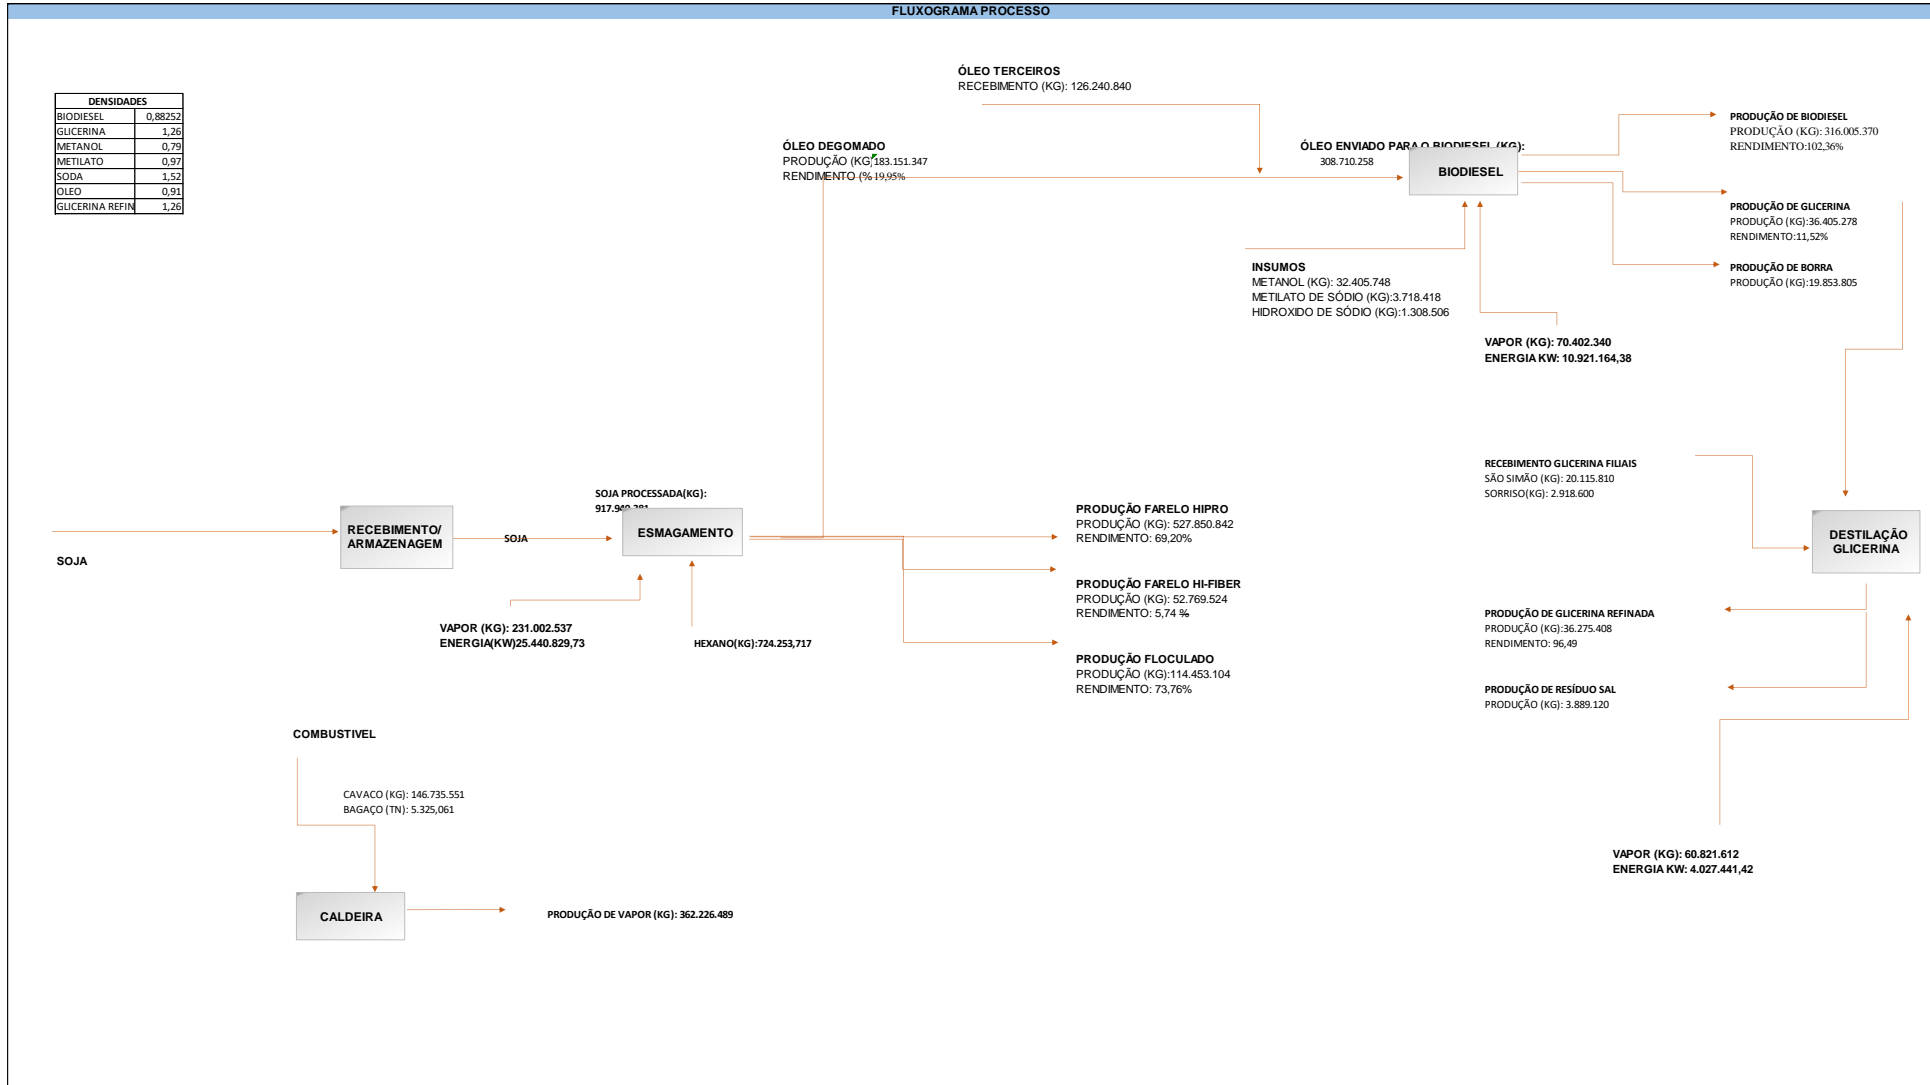 FLUXOGRAMA PROCESSO
DENSIDADES
BIODIESEL 0,88252
GLICERINA 1,26
METANOL 0,79
METILATO 0,97
SODA 1,52
OLEO 0,91
GLICERINA REFIN 1,26
ÓLEO TERCEIROS
RECEBIMENTO (KG): 126.240.840
ÓLEO DEGOMADO
PRODUÇÃO (KG) 183.151.347
RENDIMENTO (% 19,95%
ÓLEO ENVIADO PARA O BIODIESEL (KG):
308.710.258
BIODIESEL
PRODUÇÃO DE BIODIESEL
PRODUÇÃO (KG): 316.005.370
RENDIMENTO:102,36%
PRODUÇÃO DE GLICERINA
PRODUÇÃO (KG):36.405.278
RENDIMENTO:11,52%
PRODUÇÃO DE BORRA
PRODUÇÃO (KG):19.853.805
INSUMOS
METANOL (KG): 32.405.748
METILATO DE SÓDIO (KG):3.718.418
HIDROXIDO DE SÓDIO (KG):1.308.506
VAPOR (KG): 70.402.340
ENERGIA KW: 10.921.164,38
RECEBIMENTO GLICERINA FILIAIS
SÃO SIMÃO (KG): 20.115.810
SORRISO(KG): 2.918.600
DESTILAÇÃO
GLICERINA
PRODUÇÃO DE GLICERINA REFINADA
PRODUÇÃO (KG):36.275.408
RENDIMENTO: 96,49
PRODUÇÃO DE RESÍDUO SAL
PRODUÇÃO (KG): 3.889.120
VAPOR (KG): 60.821.612
ENERGIA KW: 4.027.441,42
SOJA
RECEBIMENTO/
ARMAZENAGEM
SOJA
SOJA PROCESSADA(KG):
917.940.381
ESMAGAMENTO
VAPOR (KG): 231.002.537
ENERGIA(KW)25.440.829,73
HEXANO(KG):724.253,717
PRODUÇÃO FARELO HIPRO
PRODUÇÃO (KG): 527.850.842
RENDIMENTO: 69,20%
PRODUÇÃO FARELO HI-FIBER
PRODUÇÃO (KG): 52.769.524
RENDIMENTO: 5,74 %
PRODUÇÃO FLOCULADO
PRODUÇÃO (KG):114.453.104
RENDIMENTO: 73,76%
COMBUSTIVEL
CAVACO (KG): 146.735.551
BAGAÇO (TN): 5.325,061
CALDEIRA
PRODUÇÃO DE VAPOR (KG): 362.226.489